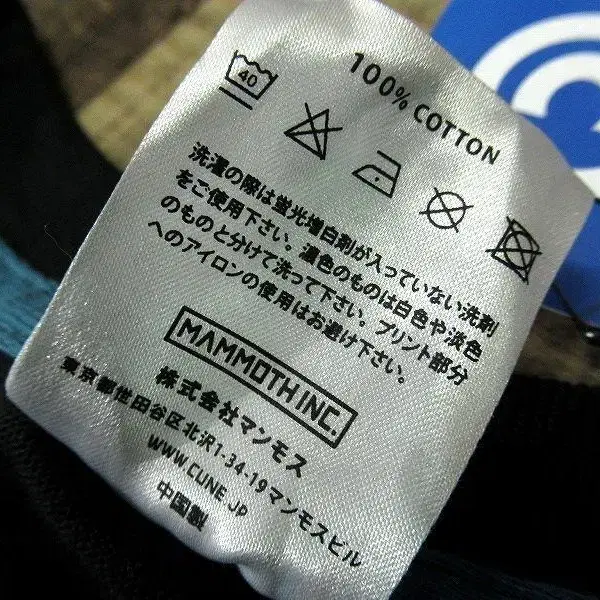 100% COTTON
40
洗濯の際は蛍光増白剤が入っていない洗剤
をご使用下さい。濃色のものは白色や淡色
のものと分けて洗って下さい。プリント部分
へのアイロンの使用はお避け下さい。
MAMMOTH INC.
株式会社マンモス
東京都世田谷区北沢1-34-19マンモスビル
WWW.CUNE.JP
中国製